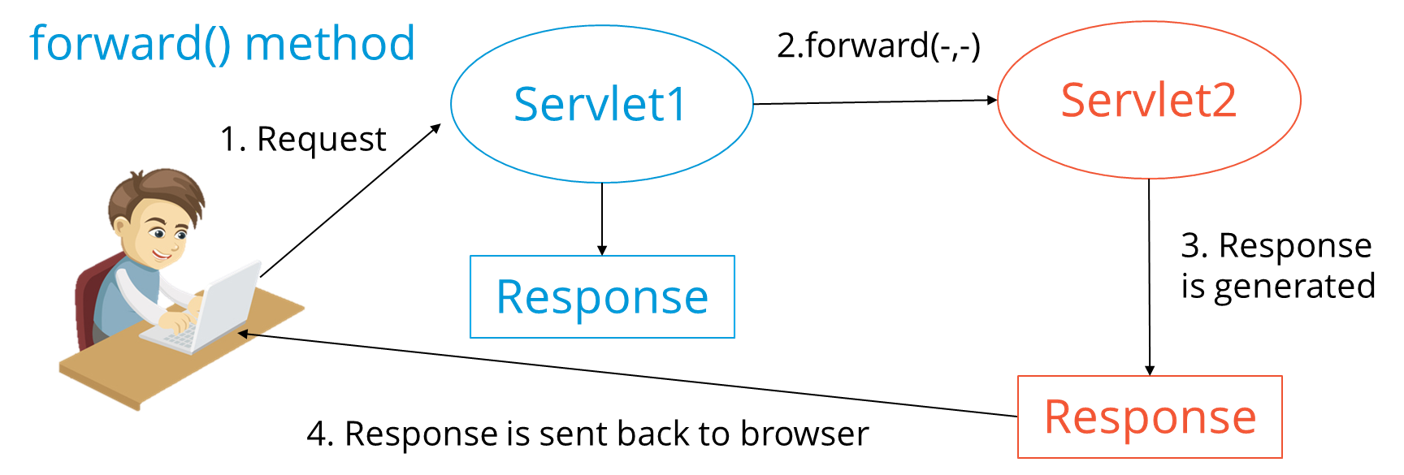 forward() method
1. Request
Servlet1
2.forward(-,-)
Servlet2
Response
3. Response
is generated
Response
4. Response is sent back to browser